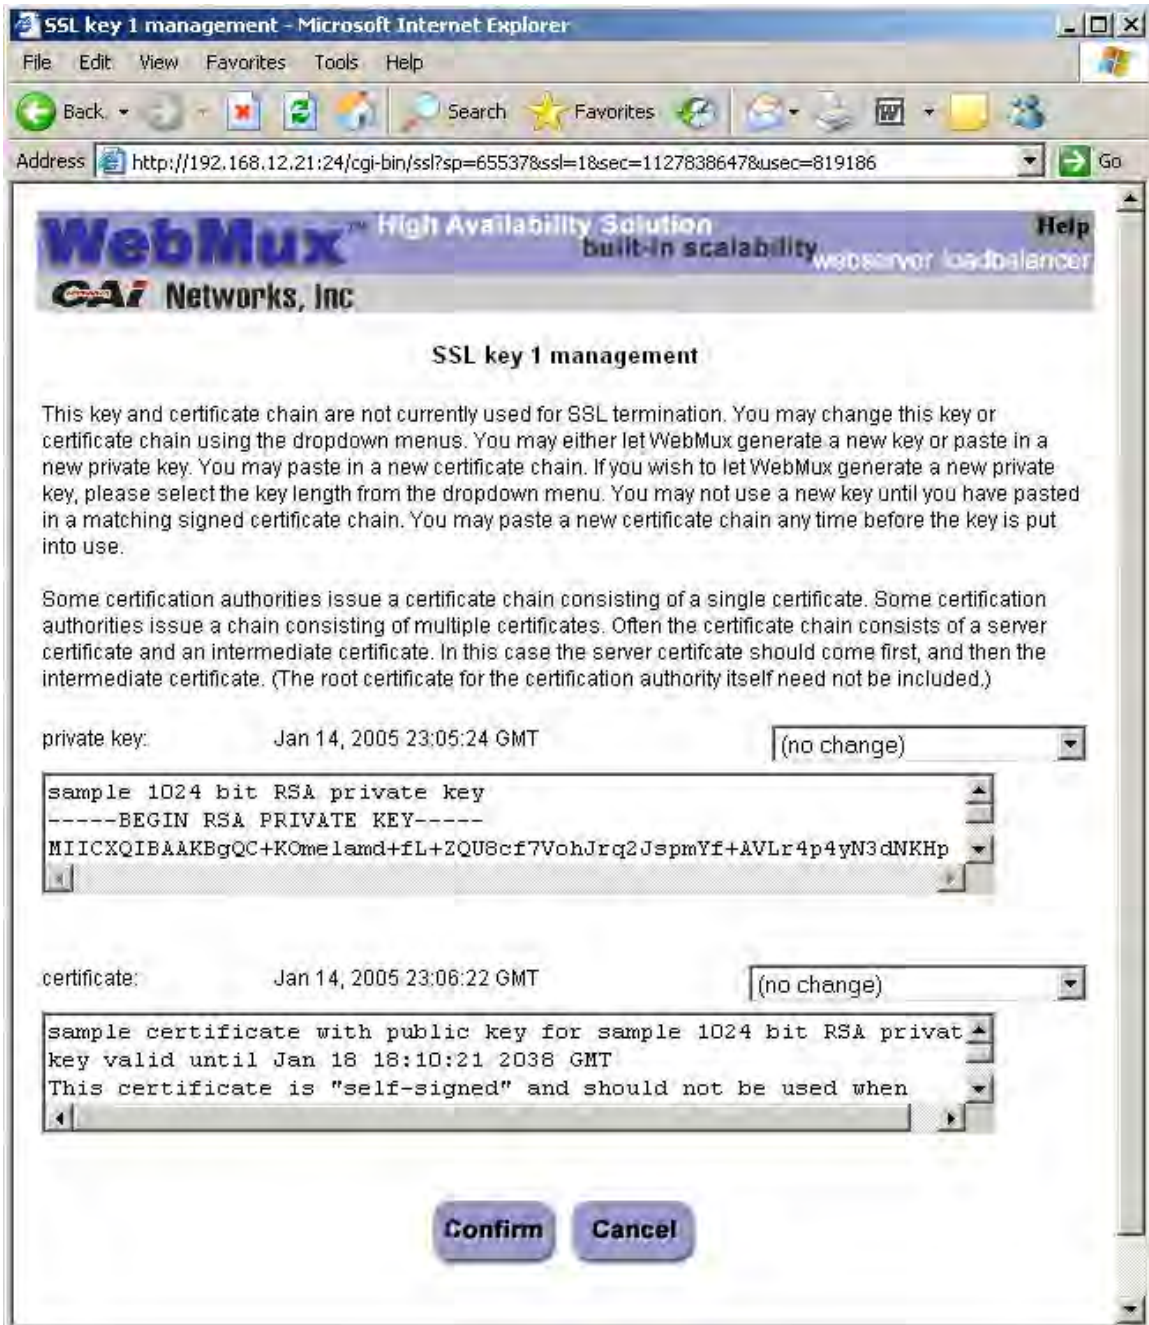 SSL key 1 management - Microsoft Internet Explorer
File Edit View Favorites Tools Help
Back Search Favorites
Address http://192.168.12.21:24/cgi-bin/ssl?sp=65537&ssl=1&sec=1127838647&usec=819186 Go
WebMux™ High Availability Solution Help
built-in scalability
webserver loadbalancer
CAI Networks, Inc
SSL key 1 management
This key and certificate chain are not currently used for SSL termination. You may change this key or
certificate chain using the dropdown menus. You may either let WebMux generate a new key or paste in a
new private key. You may paste in a new certificate chain. If you wish to let WebMux generate a new private
key, please select the key length from the dropdown menu. You may not use a new key until you have pasted
in a matching signed certificate chain. You may paste a new certificate chain any time before the key is put
into use.
Some certification authorities issue a certificate chain consisting of a single certificate. Some certification
authorities issue a chain consisting of multiple certificates. Often the certificate chain consists of a server
certificate and an intermediate certificate. In this case the server certifcate should come first, and then the
intermediate certificate. (The root certificate for the certification authority itself need not be included.)
private key: Jan 14, 2005 23:05:24 GMT (no change)
sample 1024 bit RSA private key
-----BEGIN RSA PRIVATE KEY-----
MIICXQIBAAKBgQC+KOmelamd+fL+ZQU8cf7VohJrq2JspmYf+AVLr4p4yN3dNKHp
certificate: Jan 14, 2005 23:06:22 GMT (no change)
sample certificate with public key for sample 1024 bit RSA privat
key valid until Jan 18 18:10:21 2038 GMT
This certificate is "self-signed" and should not be used when
Confirm Cancel